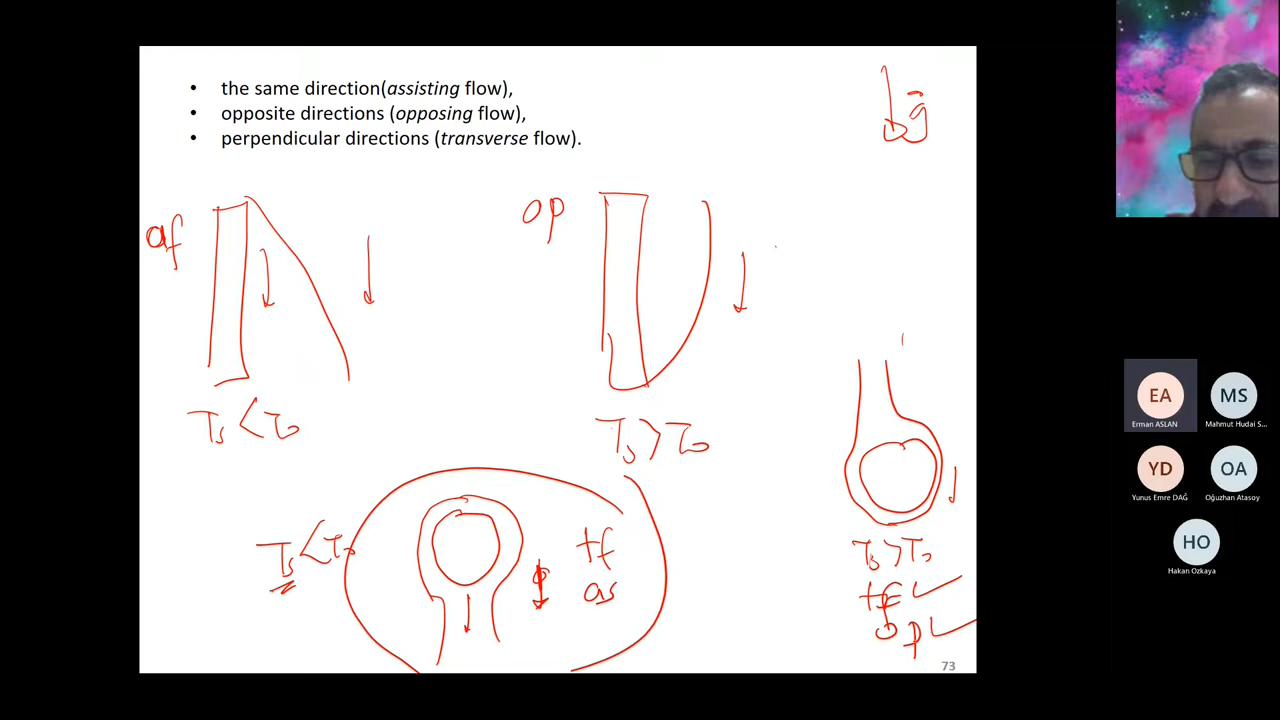 • the same direction(assisting flow),
• opposite directions (opposing flow),
• perpendicular directions (transverse flow).
g
af
op
Ts < T∞
Ts > T∞
Ts < T∞
tf
as
Ts > T∞
tf
op
73
EA
Erman ASLAN
MS
Mahmut Hudai S...
YD
Yunus Emre DAĞ
OA
Oğuzhan Atasoy
HO
Hakan Ozkaya